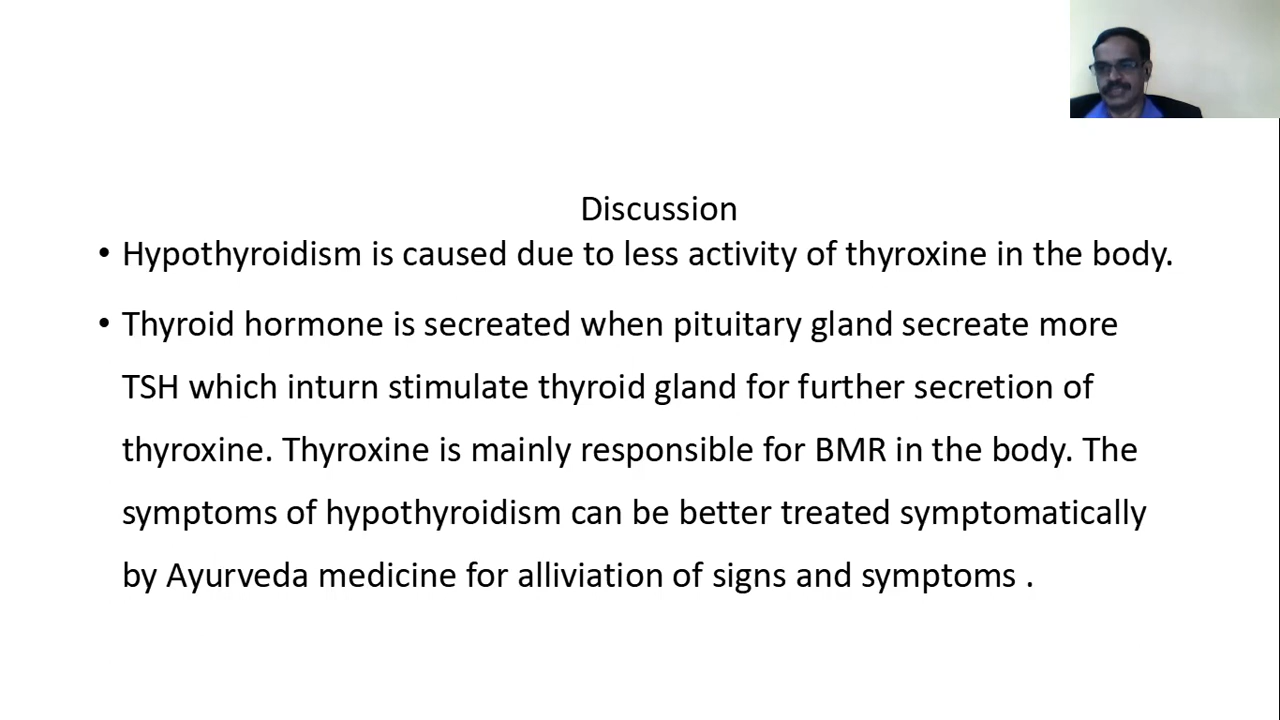 Discussion
• Hypothyroidism is caused due to less activity of thyroxine in the body.
• Thyroid hormone is secreated when pituitary gland secreate more
TSH which inturn stimulate thyroid gland for further secretion of
thyroxine. Thyroxine is mainly responsible for BMR in the body. The
symptoms of hypothyroidism can be better treated symptomatically
by Ayurveda medicine for alliviation of signs and symptoms .